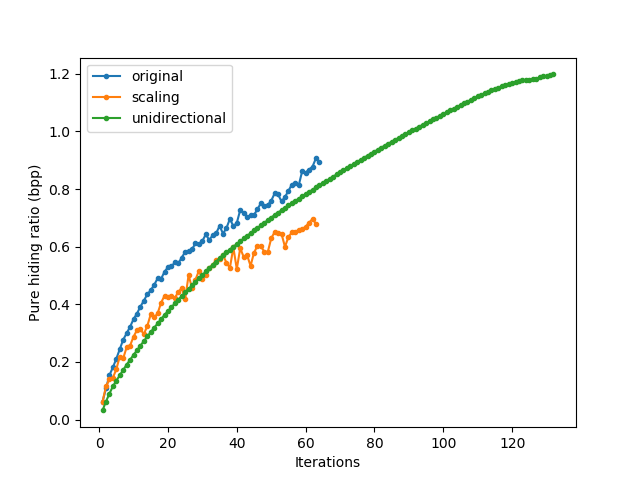 original
scaling
unidirectional
Pure hiding ratio (bpp)
1.2
1.0
0.8
0.6
0.4
0.2
0.0
0 20 40 60 80 100 120
Iterations